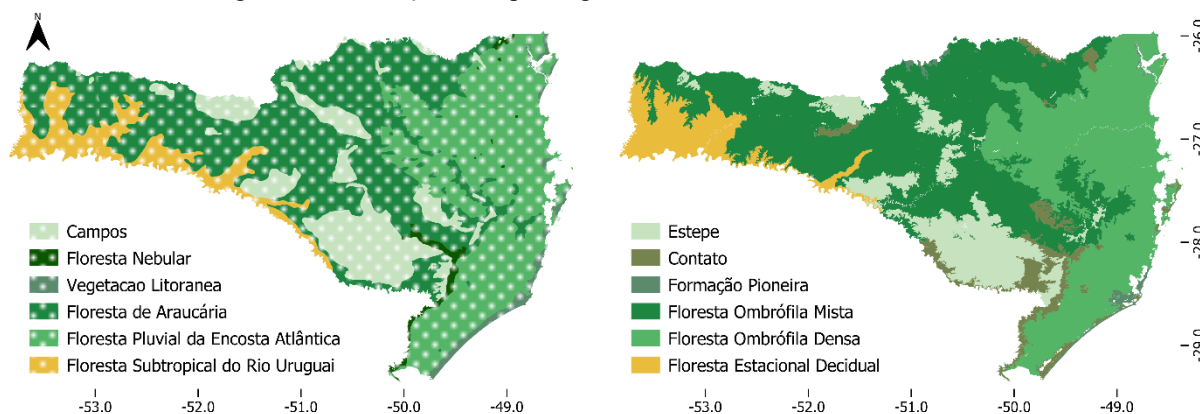 N
Campos
Floresta Nebular
Vegetacao Litoranea
Floresta de Araucária
Floresta Pluvial da Encosta Atlântica
Floresta Subtropical do Rio Uruguai
-53.0 -52.0 -51.0 -50.0 -49.0
Estepe
Contato
Formação Pioneira
Floresta Ombrófila Mista
Floresta Ombrófila Densa
Floresta Estacional Decidual
-53.0 -52.0 -51.0 -50.0 -49.0
-26.0
-27.0
-28.0
-29.0